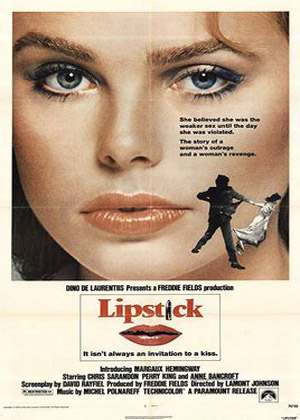 She believed she was the
weaker sex until the day
she was violated.
The story of a
woman's outrage
and a woman's revenge.
DINO DE LAURENTIIS Presents a FREDDIE FIELDS production
Lipstick
It isn't always an invitation to a kiss.
Introducing MARGAUX HEMINGWAY
Starring CHRIS SARANDON PERRY KING and ANNE BANCROFT
Screenplay by DAVID RAYFIEL Produced by FREDDIE FIELDS Directed by LAMONT JOHNSON
Music by MICHEL POLNAREFF TECHNICOLOR® A PARAMOUNT RELEASE